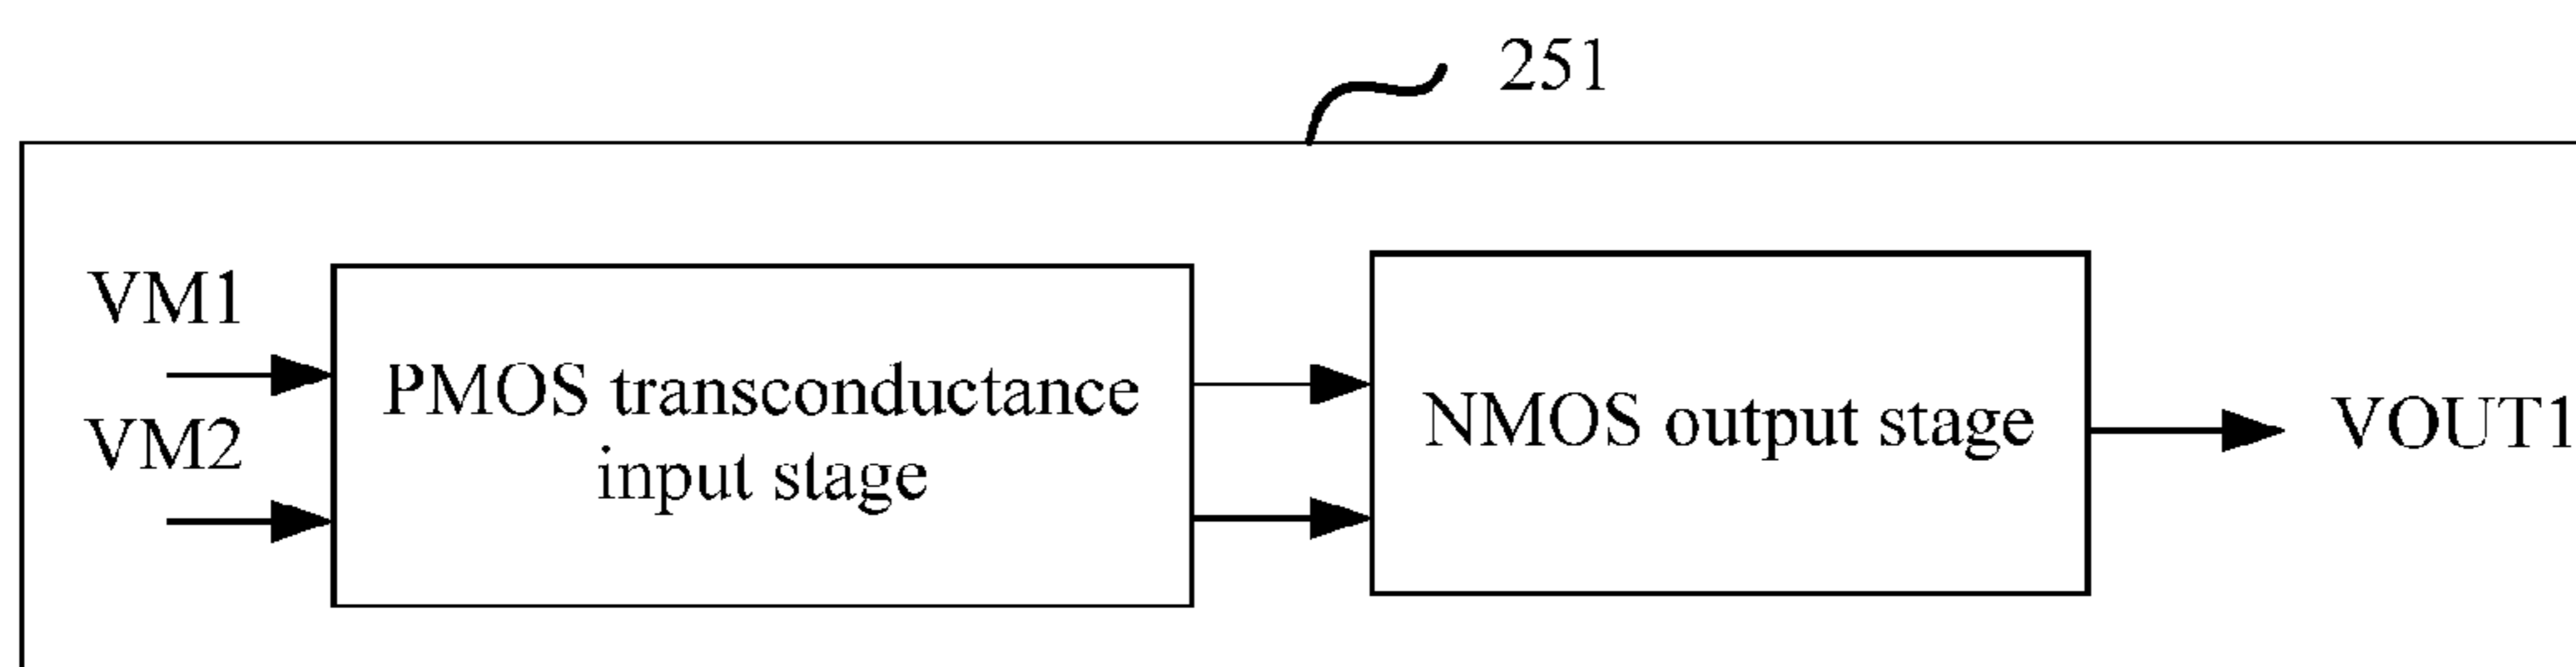 251
VM1
VM2
PMOS transconductance
input stage
NMOS output stage
VOUT1